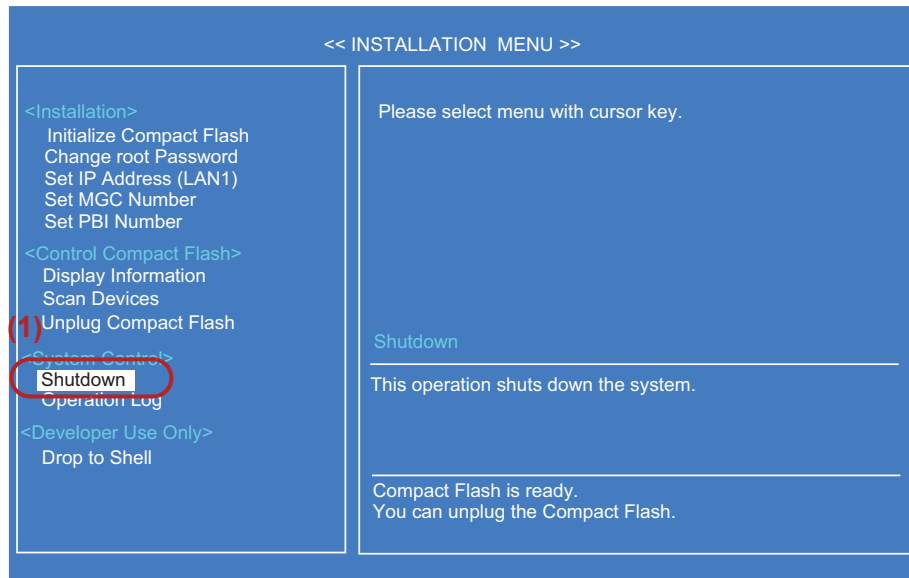 << INSTALLATION MENU >>
<Installation>
Initialize Compact Flash
Change root Password
Set IP Address (LAN1)
Set MGC Number
Set PBI Number
<Control Compact Flash>
Display Information
Scan Devices
Unplug Compact Flash
(1)
<System Control>
Shutdown
Operation Log
<Developer Use Only>
Drop to Shell
Please select menu with cursor key.
Shutdown
This operation shuts down the system.
Compact Flash is ready.
You can unplug the Compact Flash.